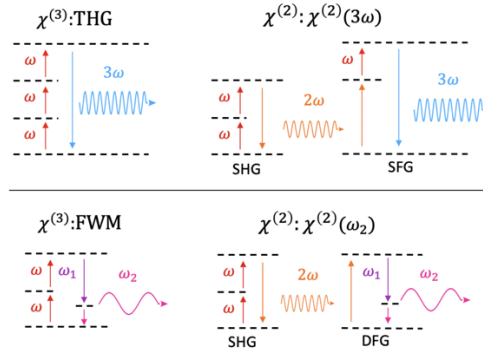 χ⁽³⁾:THG
χ⁽²⁾: χ⁽²⁾(3ω)
ω
ω
ω
3ω
ω
ω
2ω
ω
3ω
SHG
SFG
χ⁽³⁾:FWM
χ⁽²⁾: χ⁽²⁾(ω₂)
ω
ω
ω₁
ω₂
ω
ω
2ω
ω₁
ω₂
SHG
DFG